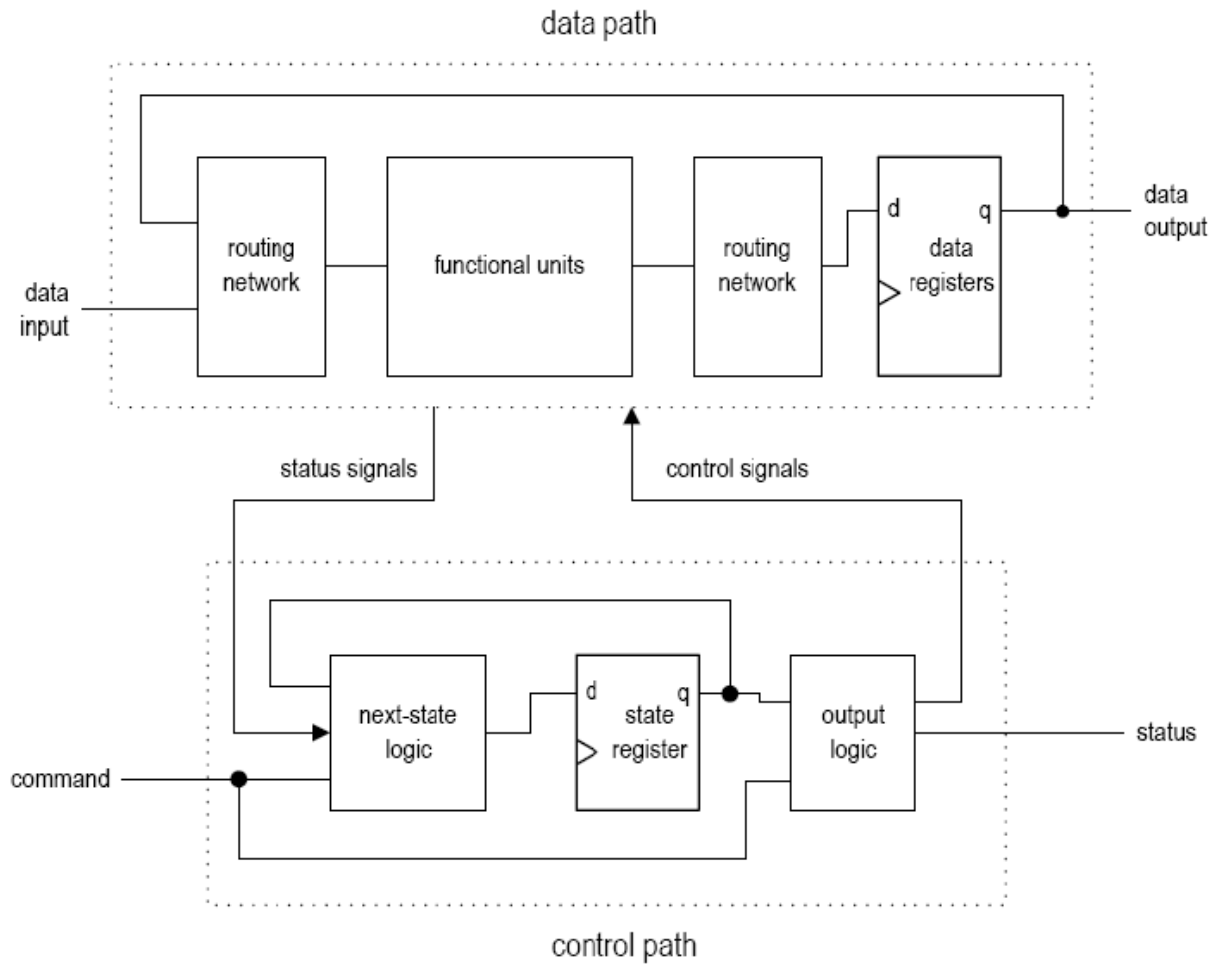 data path
routing
network
functional units
routing
network
d
q
data
registers
data
output
data
input
status signals
control signals
next-state
logic
d
q
state
register
output
logic
status
command
control path